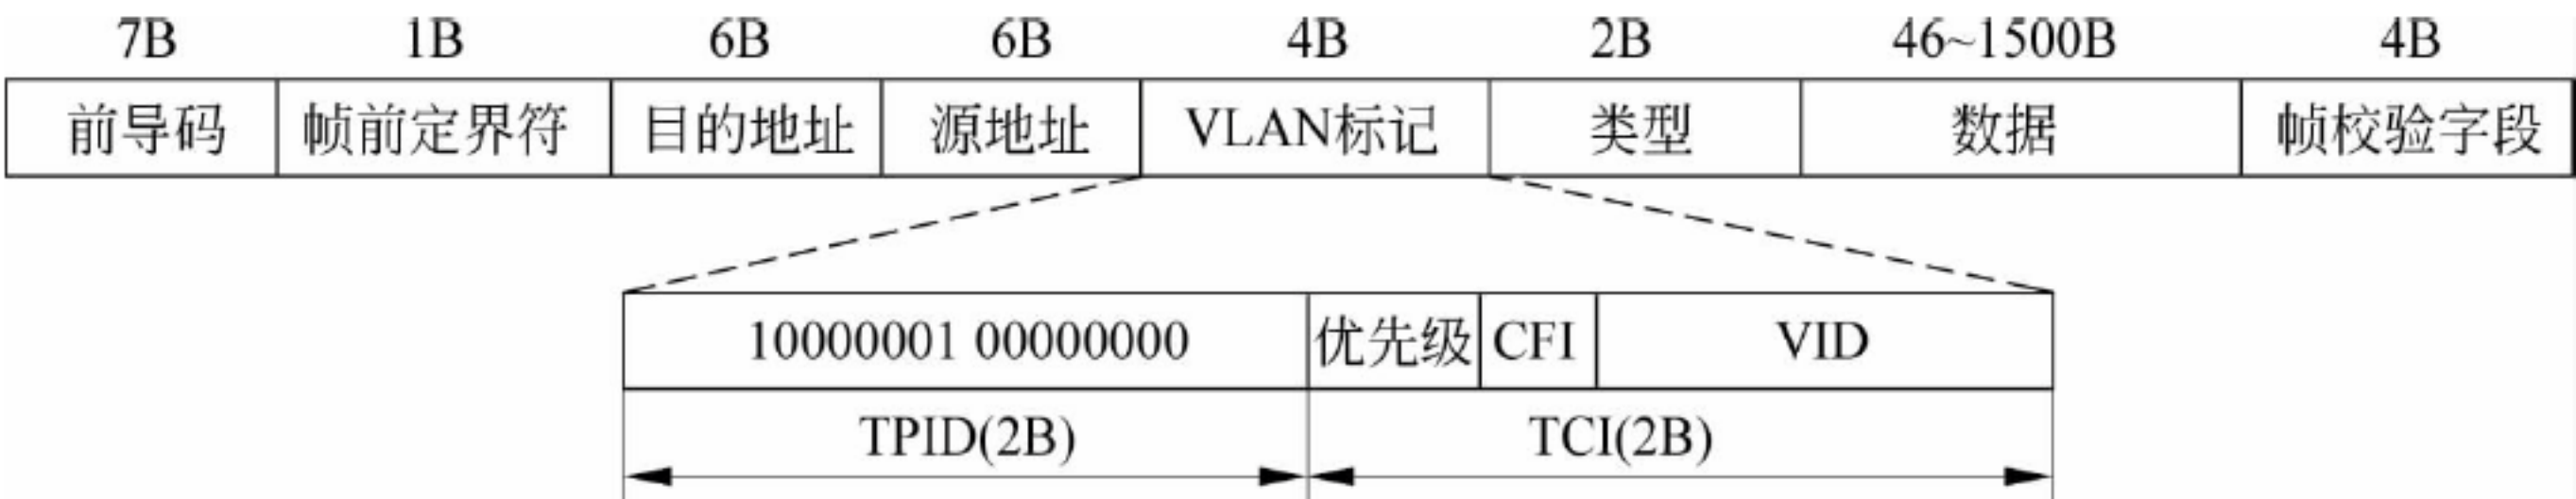 7B 1B 6B 6B 4B 2B 46~1500B 4B
前导码 帧前定界符 目的地址 源地址 VLAN标记 类型 数据 帧校验字段
10000001 00000000 优先级 CFI VID
TPID(2B) TCI(2B)